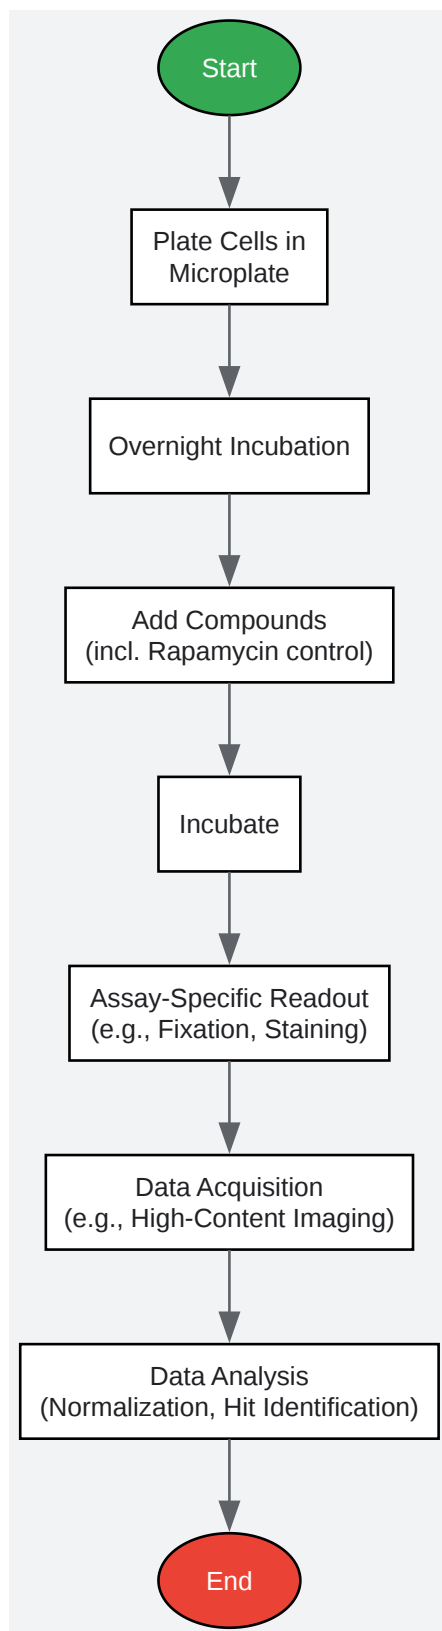 Start
Plate Cells in
Microplate
Overnight Incubation
Add Compounds
(incl. Rapamycin control)
Incubate
Assay-Specific Readout
(e.g., Fixation, Staining)
Data Acquisition
(e.g., High-Content Imaging)
Data Analysis
(Normalization, Hit Identification)
End